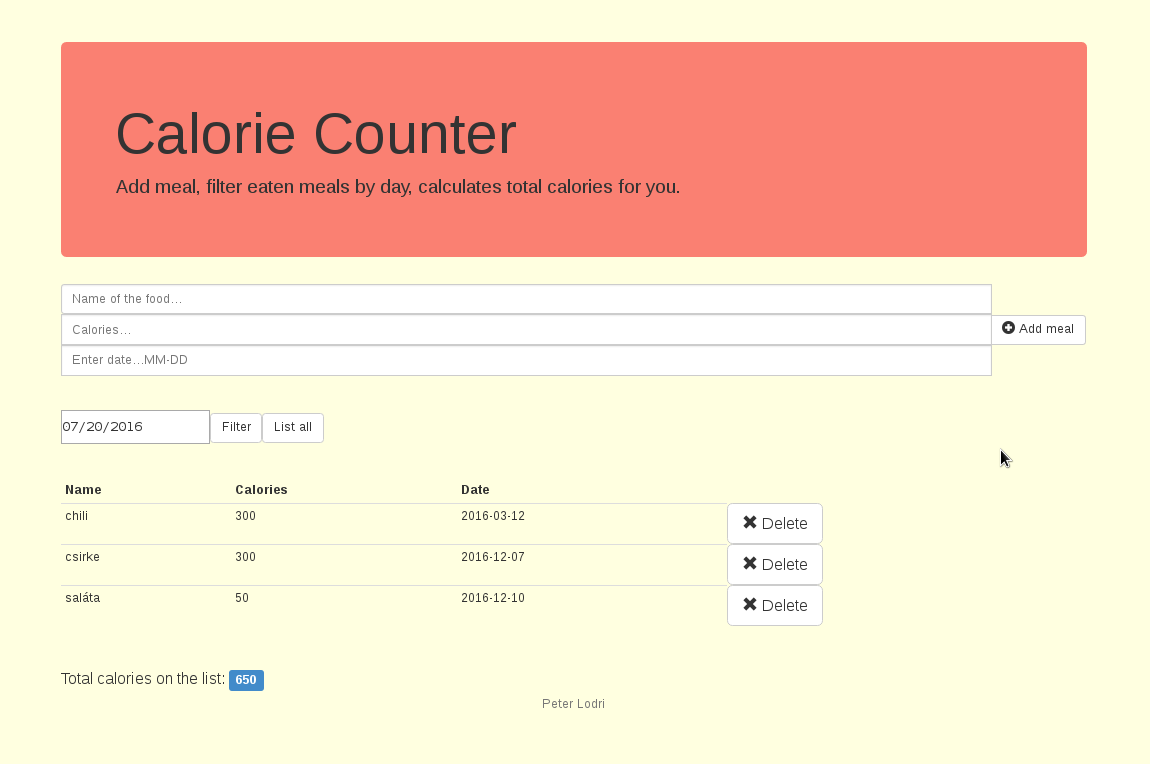 Calorie Counter
Add meal, filter eaten meals by day, calculates total calories for you.
Name of the food...
Calories...
Add meal
Enter date...MM-DD
07/20/2016 Filter List all
Name Calories Date
chili 300 2016-03-12 Delete
csirke 300 2016-12-07 Delete
saláta 50 2016-12-10 Delete
Total calories on the list: 650
Peter Lodri